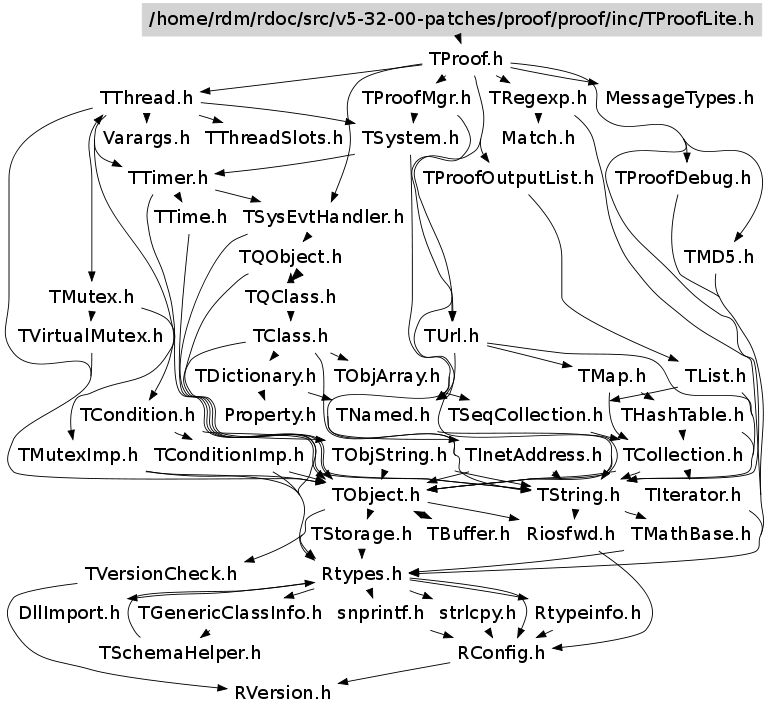 /home/rdm/rdoc/src/v5-32-00-patches/proof/proof/inc/TProofLite.h
TProof.h
TThread.h TProofMgr.h TRegexp.h MessageTypes.h
Varargs.h TThreadSlots.h TSystem.h Match.h
TTimer.h TProofOutputList.h TProofDebug.h
TTime.h TSysEvtHandler.h
TQObject.h TMD5.h
TMutex.h TQClass.h
TVirtualMutex.h TClass.h TUrl.h
TDictionary.h TObjArray.h TMap.h TList.h
TCondition.h Property.h TNamed.h TSeqCollection.h THashTable.h
TMutexImp.h TConditionImp.h TObjString.h TInetAddress.h TCollection.h
TObject.h TString.h TIterator.h
TStorage.h TBuffer.h Riosfwd.h TMathBase.h
TVersionCheck.h Rtypes.h
DllImport.h TGenericClassInfo.h snprintf.h strlcpy.h Rtypeinfo.h
TSchemaHelper.h RConfig.h
RVersion.h